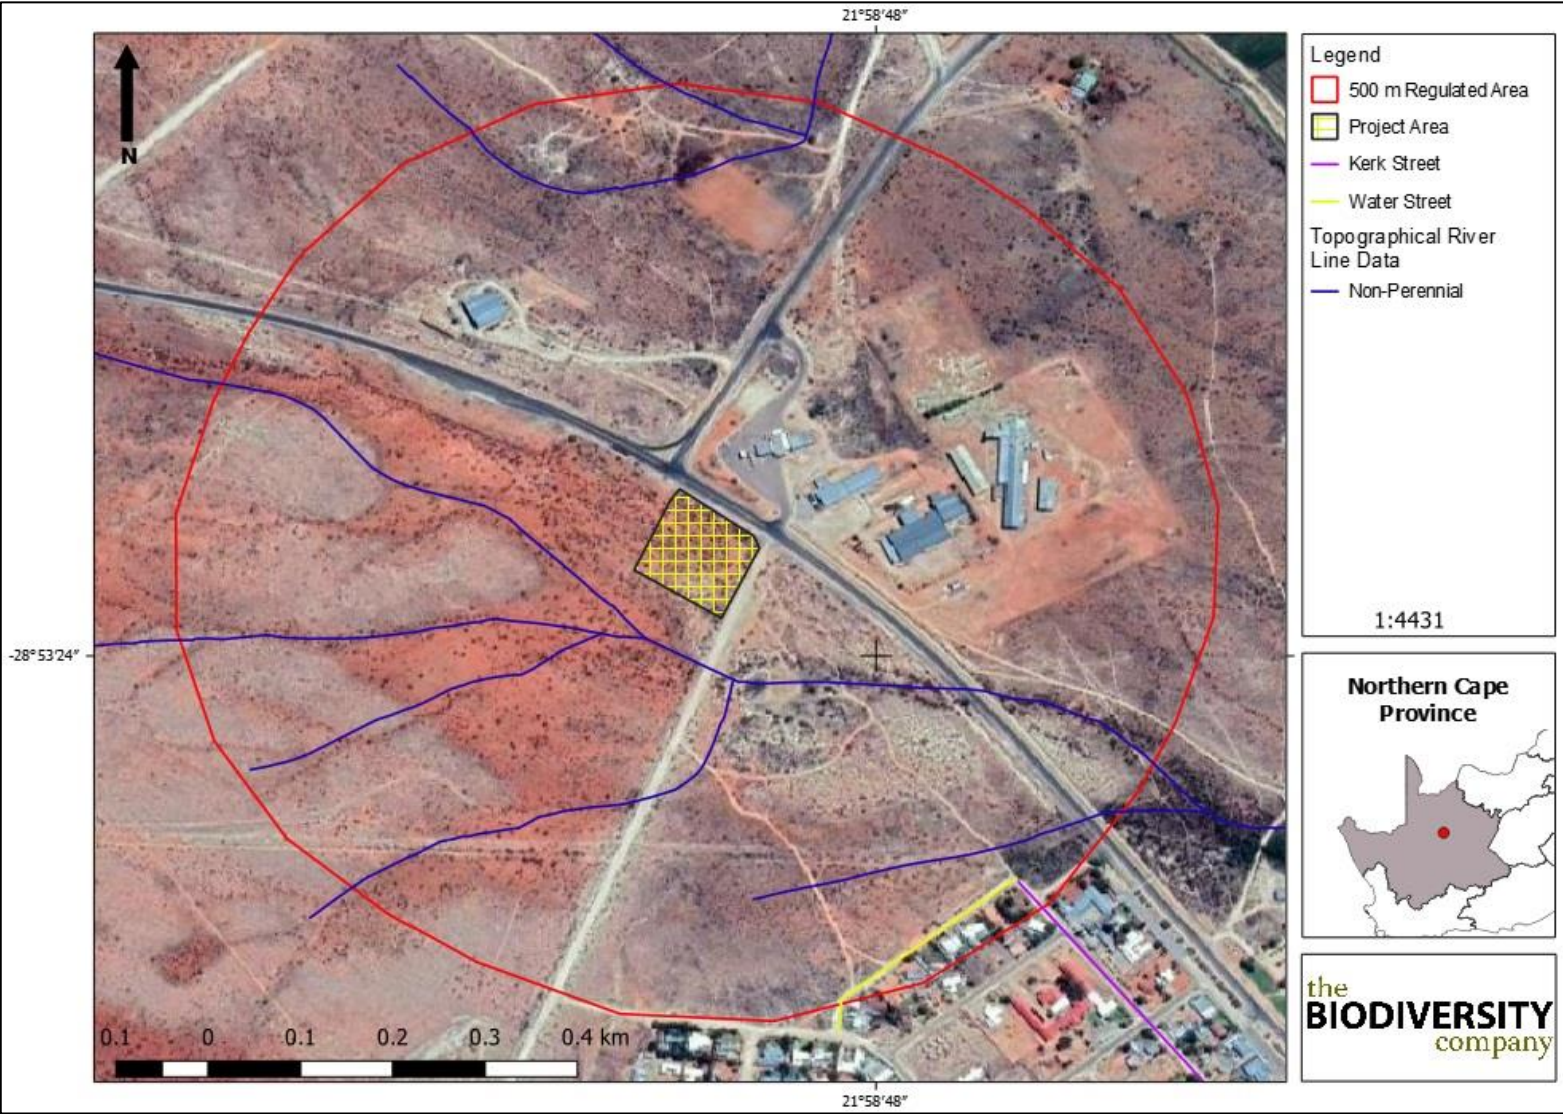 21°58'48"
N
-28°53'24"
0.1 0 0.1 0.2 0.3 0.4 km
21°58'48"
Legend
500 m Regulated Area
Project Area
Kerk Street
Water Street
Topographical River
Line Data
Non-Perennial
1:4431
Northern Cape
Province
the
BIODIVERSITY
company